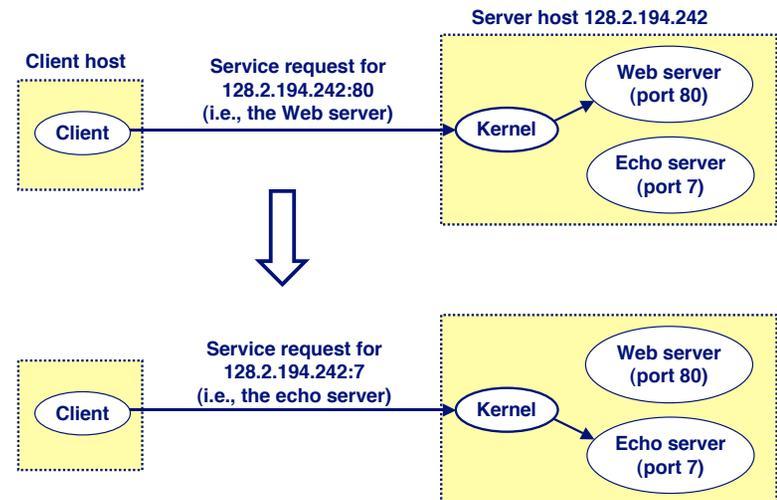 Server host 128.2.194.242
Client host
Service request for
128.2.194.242:80
(i.e., the Web server)
Web server
(port 80)
Client
Kernel
Echo server
(port 7)
Service request for
128.2.194.242:7
(i.e., the echo server)
Web server
(port 80)
Client
Kernel
Echo server
(port 7)